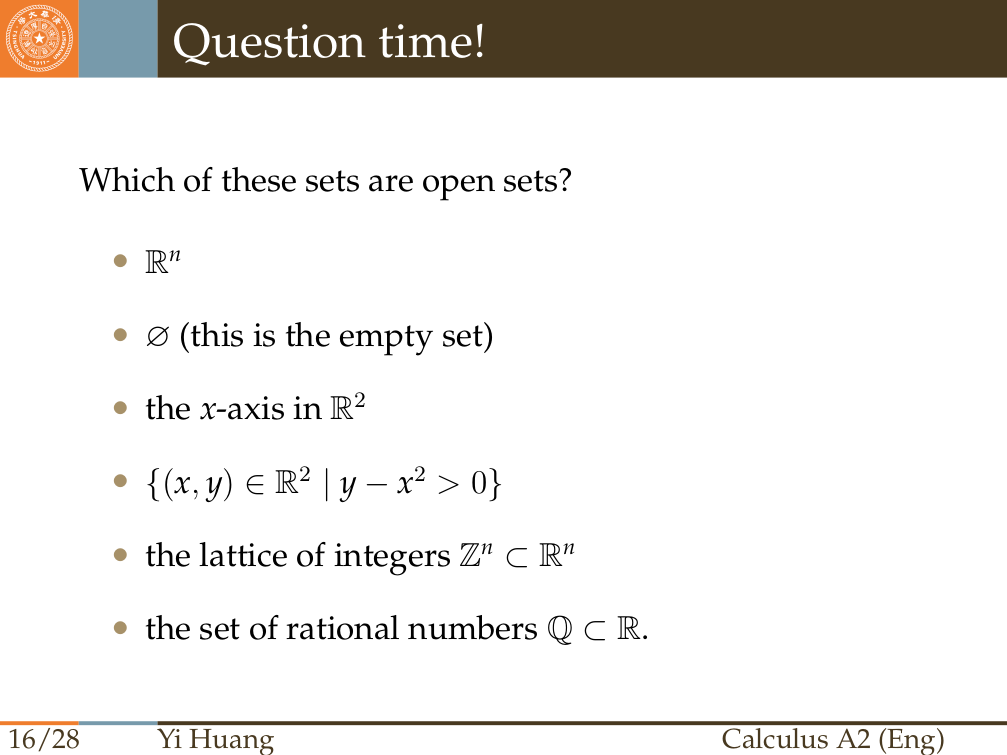 Question time!
Which of these sets are open sets?
• ℝⁿ
• ∅ (this is the empty set)
• the x-axis in ℝ²
• {(x, y) ∈ ℝ² | y − x² > 0}
• the lattice of integers ℤⁿ ⊂ ℝⁿ
• the set of rational numbers ℚ ⊂ ℝ.
16/28 Yi Huang Calculus A2 (Eng)